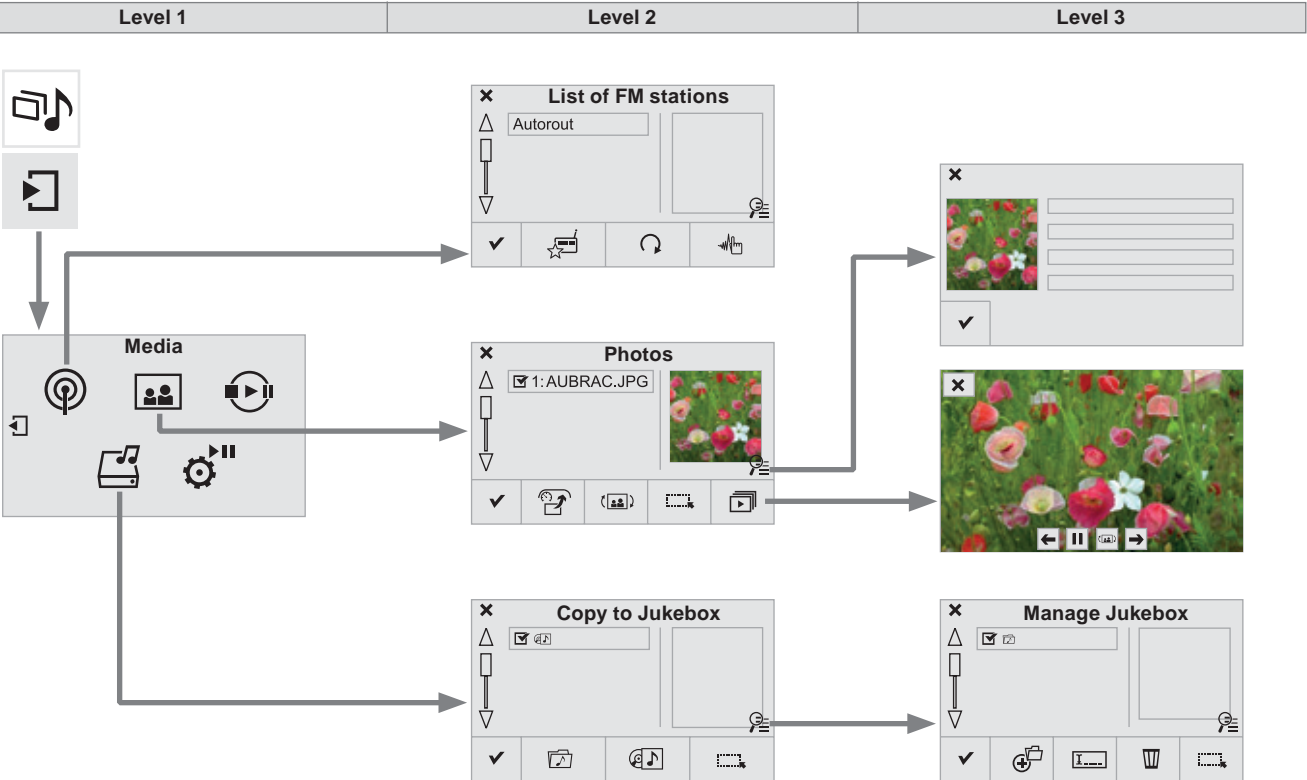 Level 1
Level 2
Level 3
List of FM stations
Autorout
Media
Photos
1: AUBRAC.JPG
Copy to Jukebox
Manage Jukebox